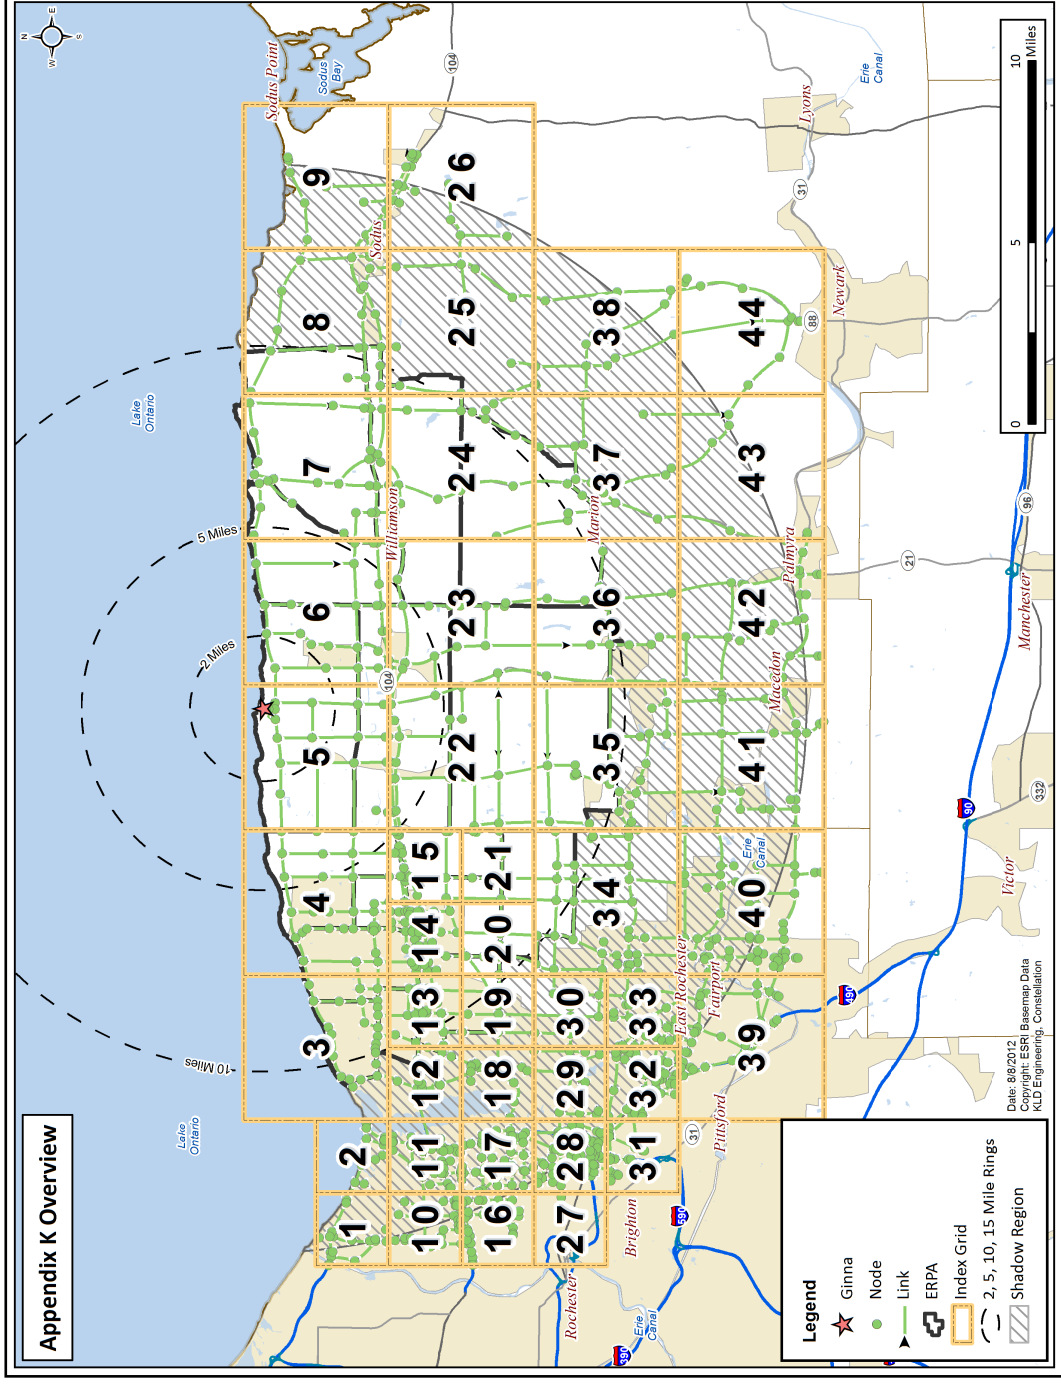 Appendix K Overview
N
E
S
W
Lake
Ontario
Lake
Ontario
Sodus Point
Sodus
Bay
104
Erie
Canal
Lyons
31
Newark
88
Sodus
Williamson
Marion
Palmyra
21
Macedon
Manchester
96
104
332
90
Victor
Erie
Canal
490
East Rochester
Fairport
Pittsford
31
Brighton
590
Rochester
Erie
Canal
390
2 Miles
5 Miles
10 Miles
1
2
3
4
5
6
7
8
9
10
11
12
13
14
15
16
17
18
19
20
21
22
23
24
25
26
27
28
29
30
31
32
33
34
35
36
37
38
39
40
41
42
43
44
0
5
10
Miles
Date: 8/8/2012
Copyright: ESRI Basemap Data
KLD Engineering, Constellation
Legend
Ginna
Node
Link
ERPA
Index Grid
2, 5, 10, 15 Mile Rings
Shadow Region